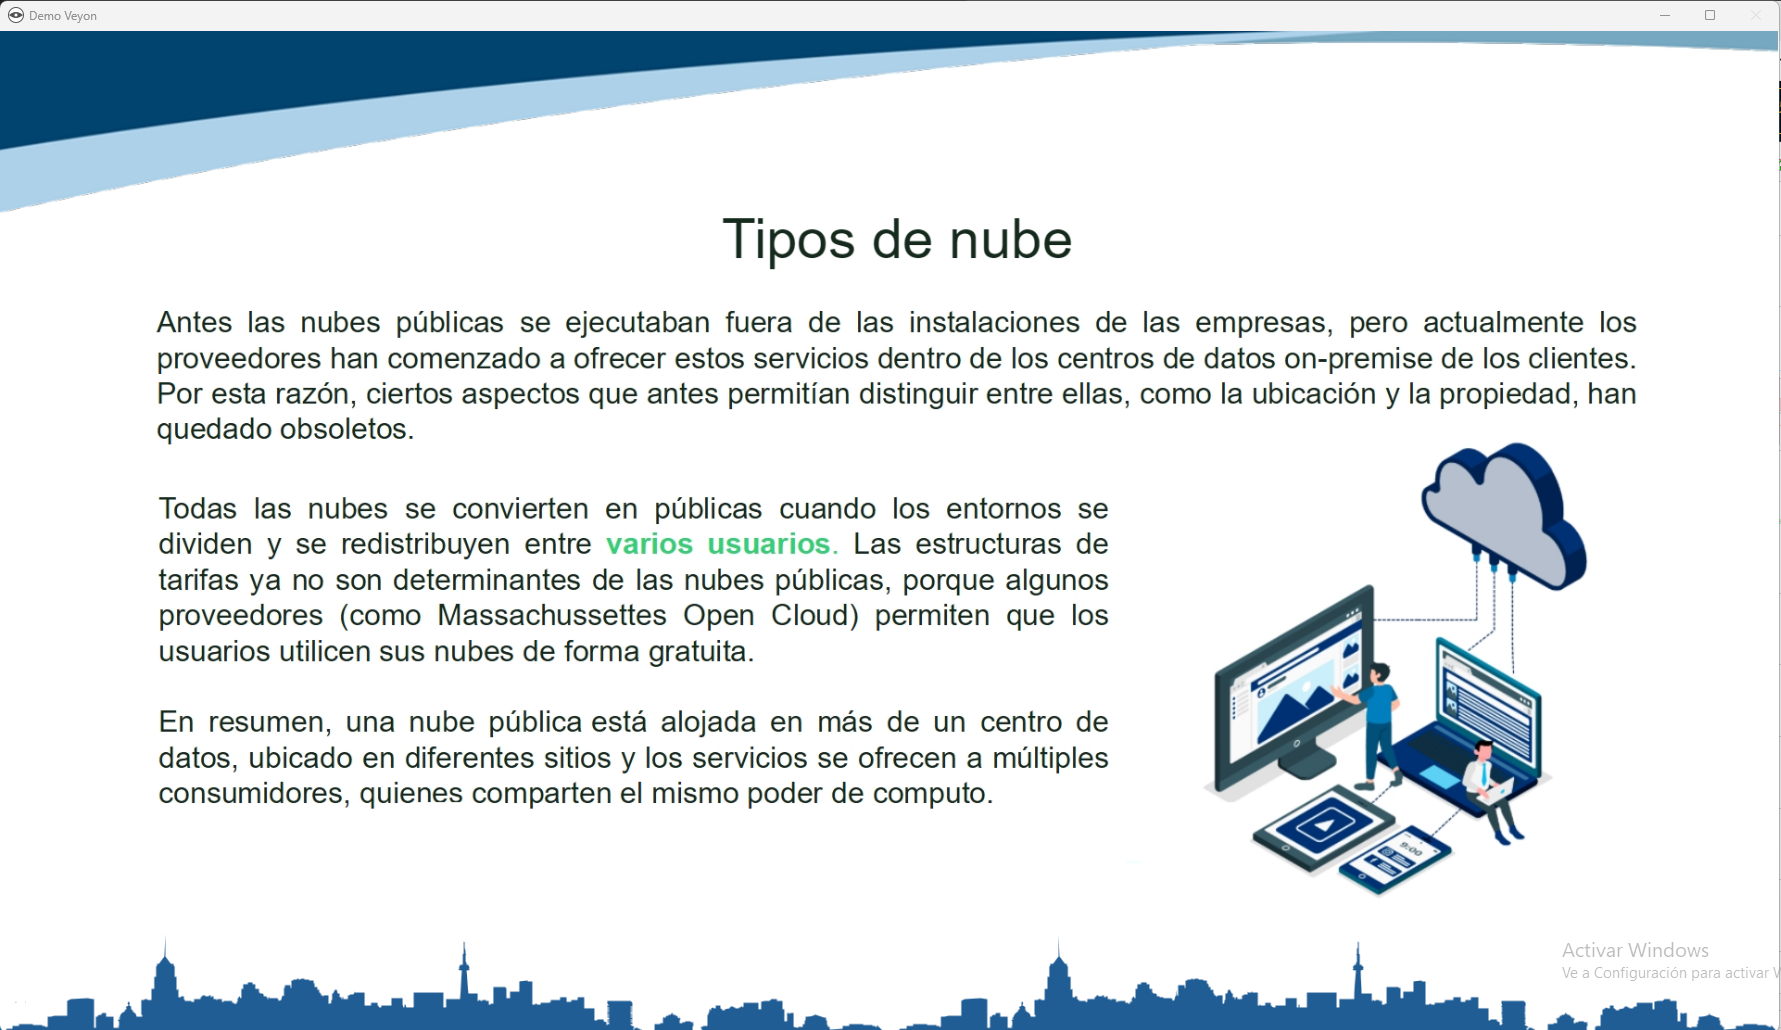 Demo Veyon
Tipos de nube
Antes las nubes públicas se ejecutaban fuera de las instalaciones de las empresas, pero actualmente los
proveedores han comenzado a ofrecer estos servicios dentro de los centros de datos on-premise de los clientes.
Por esta razón, ciertos aspectos que antes permitían distinguir entre ellas, como la ubicación y la propiedad, han
quedado obsoletos.
Todas las nubes se convierten en públicas cuando los entornos se
dividen y se redistribuyen entre varios usuarios. Las estructuras de
tarifas ya no son determinantes de las nubes públicas, porque algunos
proveedores (como Massachussettes Open Cloud) permiten que los
usuarios utilicen sus nubes de forma gratuita.
En resumen, una nube pública está alojada en más de un centro de
datos, ubicado en diferentes sitios y los servicios se ofrecen a múltiples
consumidores, quienes comparten el mismo poder de computo.
9:00
Activar Windows
Ve a Configuración para activar